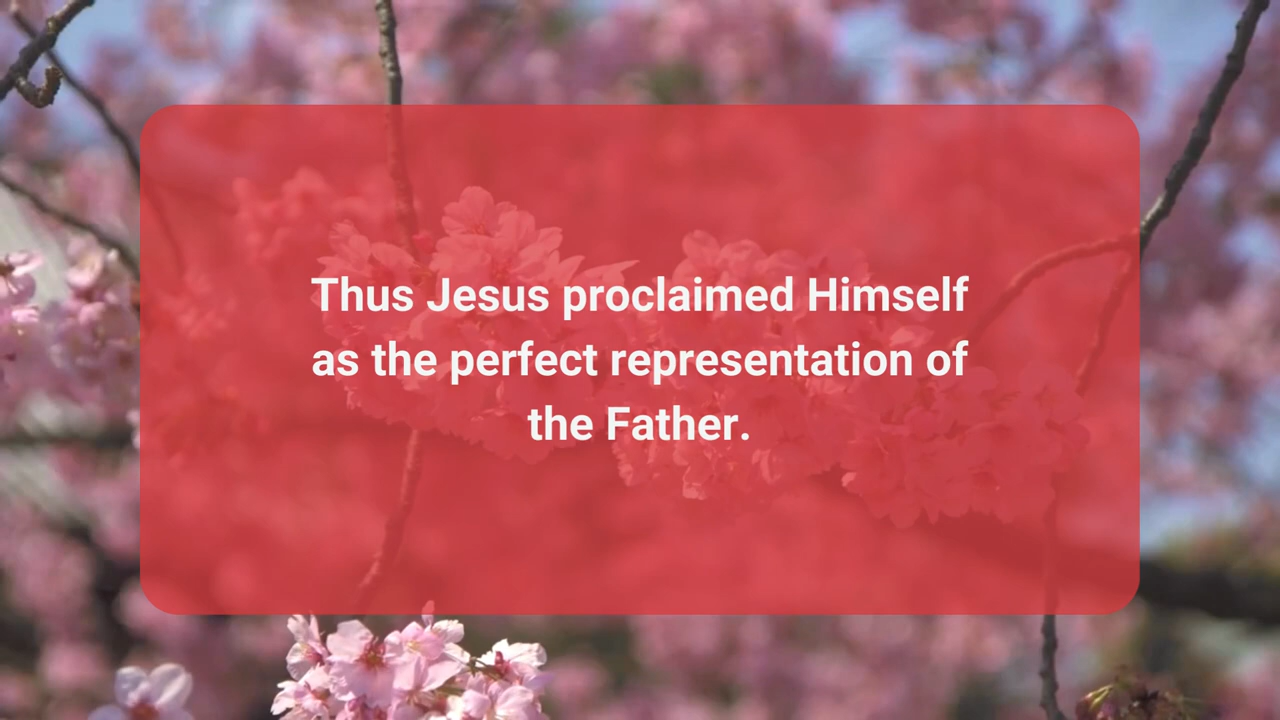 Thus Jesus proclaimed Himself
as the perfect representation of
the Father.